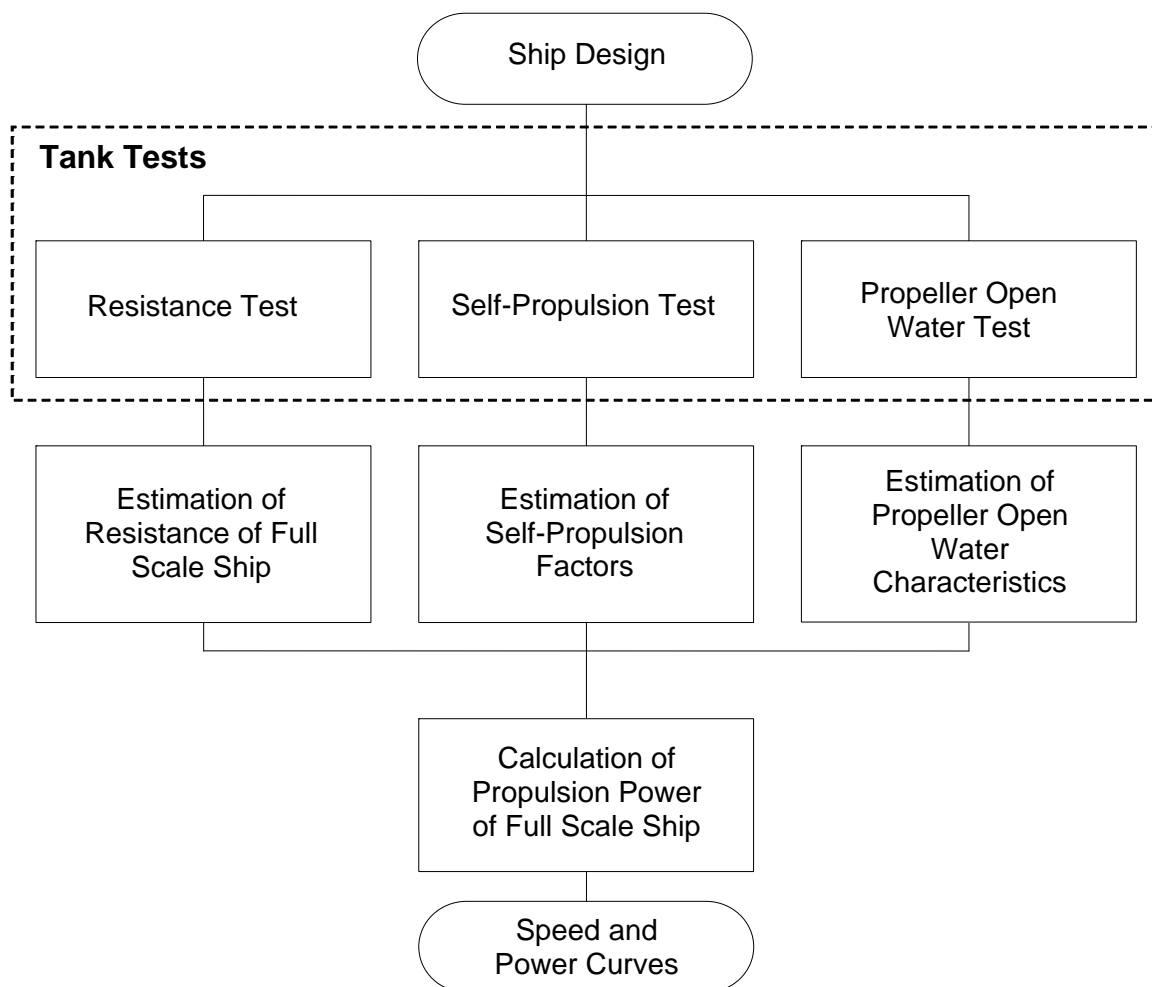 Ship Design
Tank Tests
Resistance Test
Self-Propulsion Test
Propeller Open
Water Test
Estimation of
Resistance of Full
Scale Ship
Estimation of
Self-Propulsion
Factors
Estimation of
Propeller Open
Water
Characteristics
Calculation of
Propulsion Power
of Full Scale Ship
Speed and
Power Curves